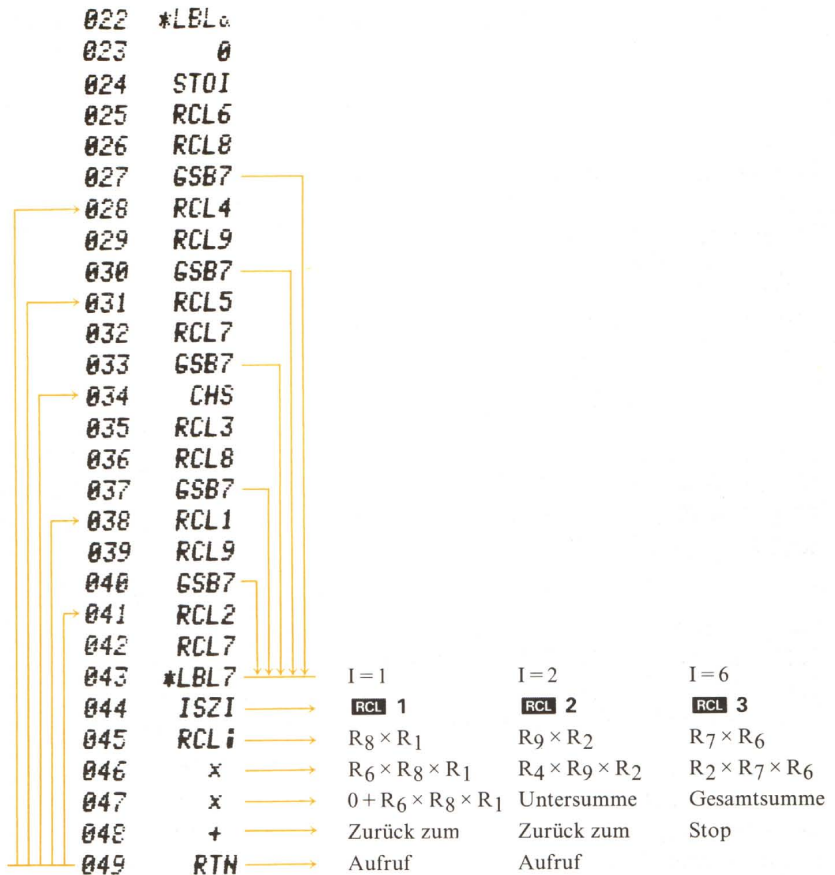 022 *LBLa
023 0
024 STOI
025 RCL6
026 RCL8
027 GSB7
028 RCL4
029 RCL9
030 GSB7
031 RCL5
032 RCL7
033 GSB7
034 CHS
035 RCL3
036 RCL8
037 GSB7
038 RCL1
039 RCL9
040 GSB7
041 RCL2
042 RCL7
043 *LBL7 I = 1 I = 2 I = 6
044 ISZI RCL 1 RCL 2 RCL 3
045 RCLi R₈ × R₁ R₉ × R₂ R₇ × R₆
046 x R₆ × R₈ × R₁ R₄ × R₉ × R₂ R₂ × R₇ × R₆
047 x 0 + R₆ × R₈ × R₁ Untersumme Gesamtsumme
048 + Zurück zum Zurück zum Stop
049 RTN Aufruf Aufruf